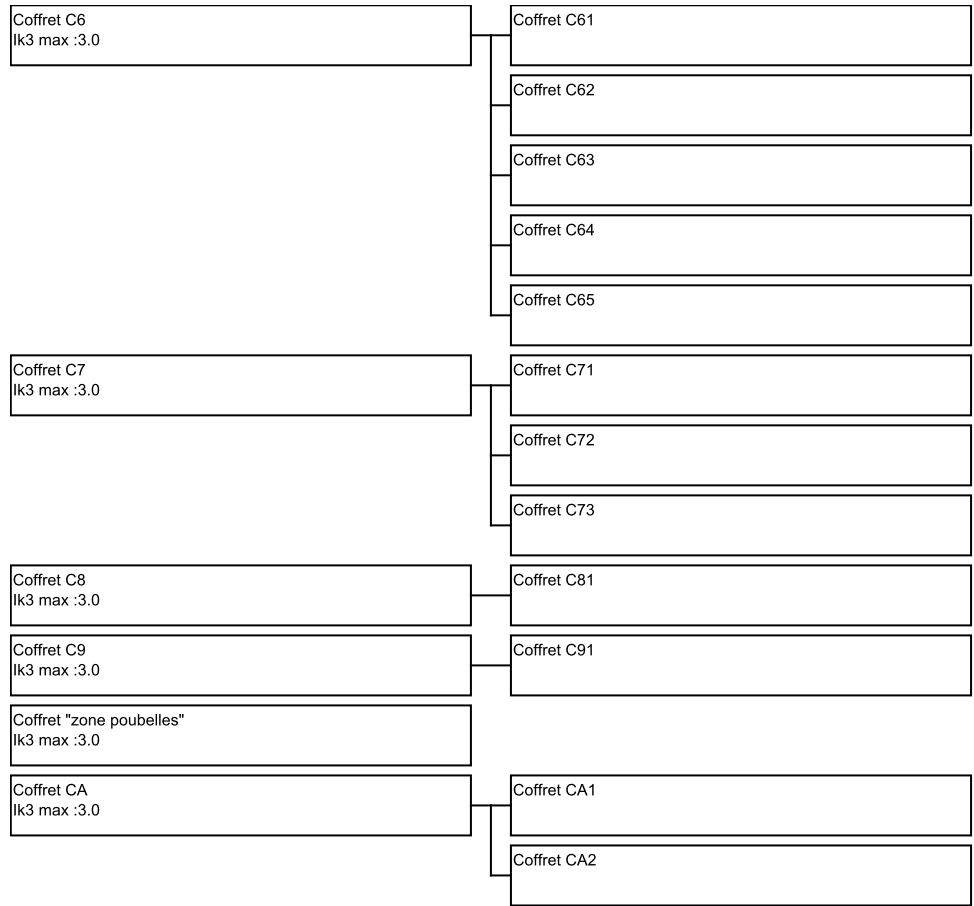 Coffret C6
Ik3 max :3.0
Coffret C61
Coffret C62
Coffret C63
Coffret C64
Coffret C65
Coffret C7
Ik3 max :3.0
Coffret C71
Coffret C72
Coffret C73
Coffret C8
Ik3 max :3.0
Coffret C81
Coffret C9
Ik3 max :3.0
Coffret C91
Coffret "zone poubelles"
Ik3 max :3.0
Coffret CA
Ik3 max :3.0
Coffret CA1
Coffret CA2